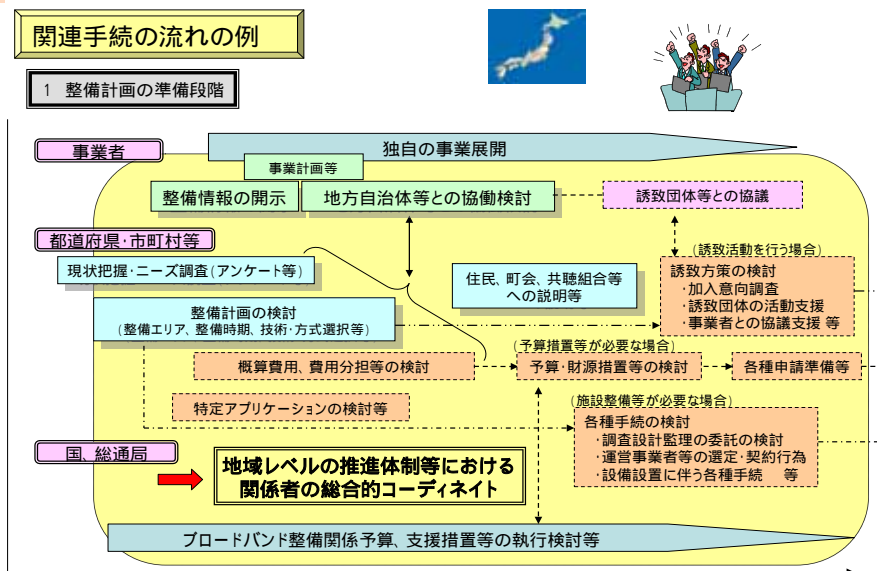 関連手続の流れの例
1 整備計画の準備段階
事業者
独自の事業展開
事業計画等
整備情報の開示
地方自治体等との協働検討
誘致団体等との協議
都道府県・市町村等
(誘致活動を行う場合)
現状把握・ニーズ調査(アンケート等)
住民、町会、共聴組合等
への説明等
誘致方策の検討
・加入意向調査
・誘致団体の活動支援
・事業者との協議支援 等
整備計画の検討
(整備エリア、整備時期、技術・方式選択等)
(予算措置等が必要な場合)
概算費用、費用分担等の検討
予算・財源措置等の検討
各種申請準備等
特定アプリケーションの検討等
(施設整備等が必要な場合)
各種手続の検討
・調査設計監理の委託の検討
・運営事業者等の選定・契約行為
・設備設置に伴う各種手続 等
国、総通局
地域レベルの推進体制等における
関係者の総合的コーディネイト
ブロードバンド整備関係予算、支援措置等の執行検討等